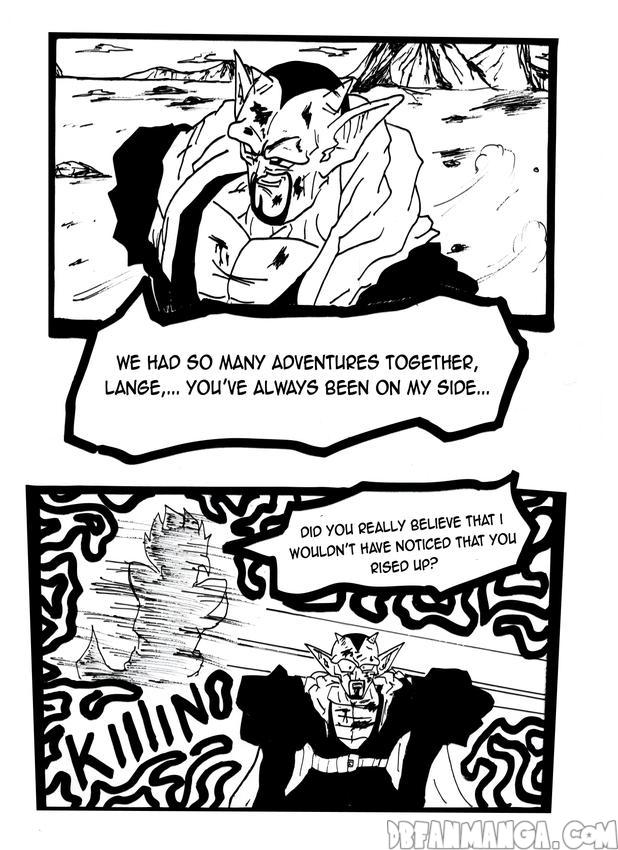 WE HAD SO MANY ADVENTURES TOGETHER,
LANGE,... YOU'VE ALWAYS BEEN ON MY SIDE...
DID YOU REALLY BELIEVE THAT I
WOULDN'T HAVE NOTICED THAT YOU
RISED UP?
KIIIINO
DBFANMANGA.COM